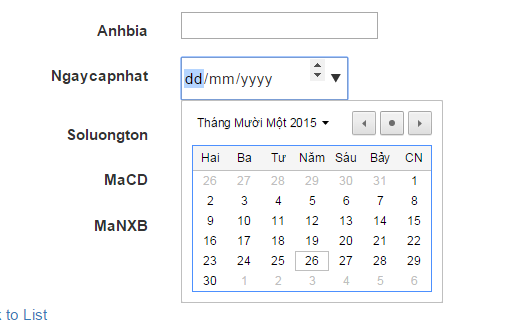 Anhbia
Ngaycapnhat dd/mm/yyyy
Tháng Mười Một 2015
Soluongton
Hai Ba Tư Năm Sáu Bảy CN
26 27 28 29 30 31 1
MaCD
2 3 4 5 6 7 8
9 10 11 12 13 14 15
MaNXB
16 17 18 19 20 21 22
23 24 25 26 27 28 29
30 1 2 3 4 5 6
to List